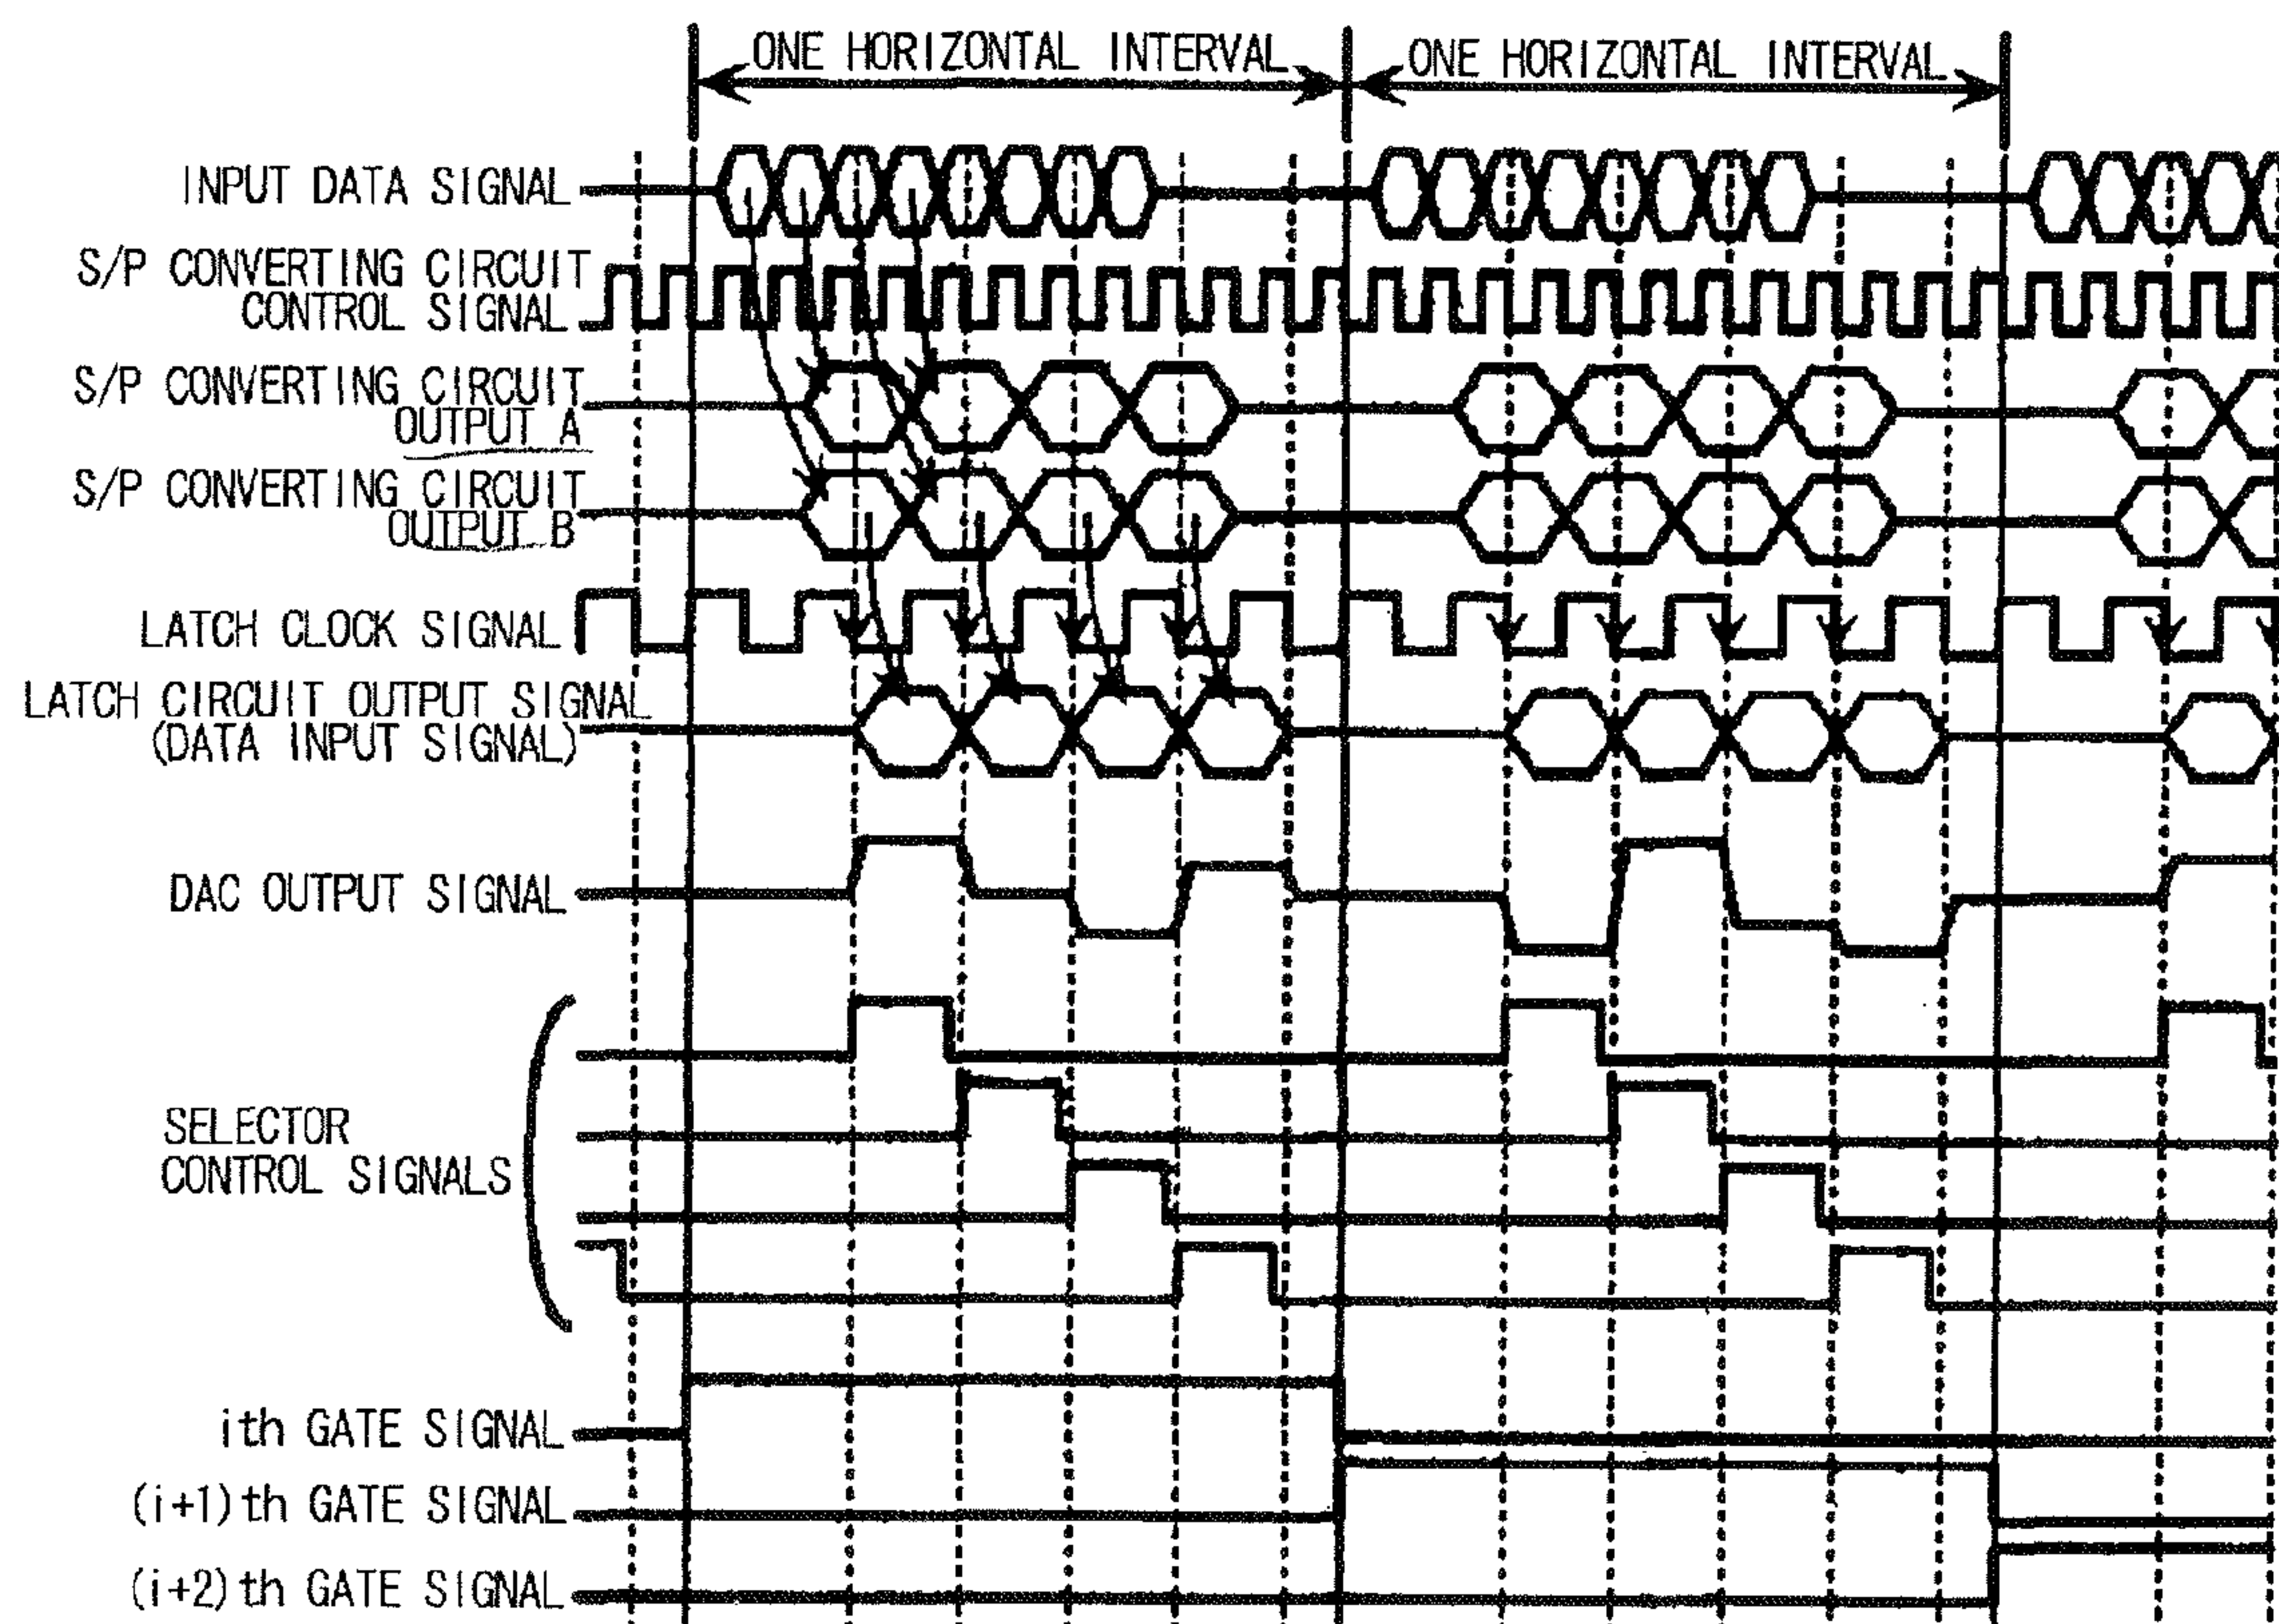 ONE HORIZONTAL INTERVAL
ONE HORIZONTAL INTERVAL
INPUT DATA SIGNAL
S/P CONVERTING CIRCUIT
CONTROL SIGNAL
S/P CONVERTING CIRCUIT
OUTPUT A
S/P CONVERTING CIRCUIT
OUTPUT B
LATCH CLOCK SIGNAL
LATCH CIRCUIT OUTPUT SIGNAL
(DATA INPUT SIGNAL)
DAC OUTPUT SIGNAL
SELECTOR
CONTROL SIGNALS
ith GATE SIGNAL
(i+1)th GATE SIGNAL
(i+2)th GATE SIGNAL